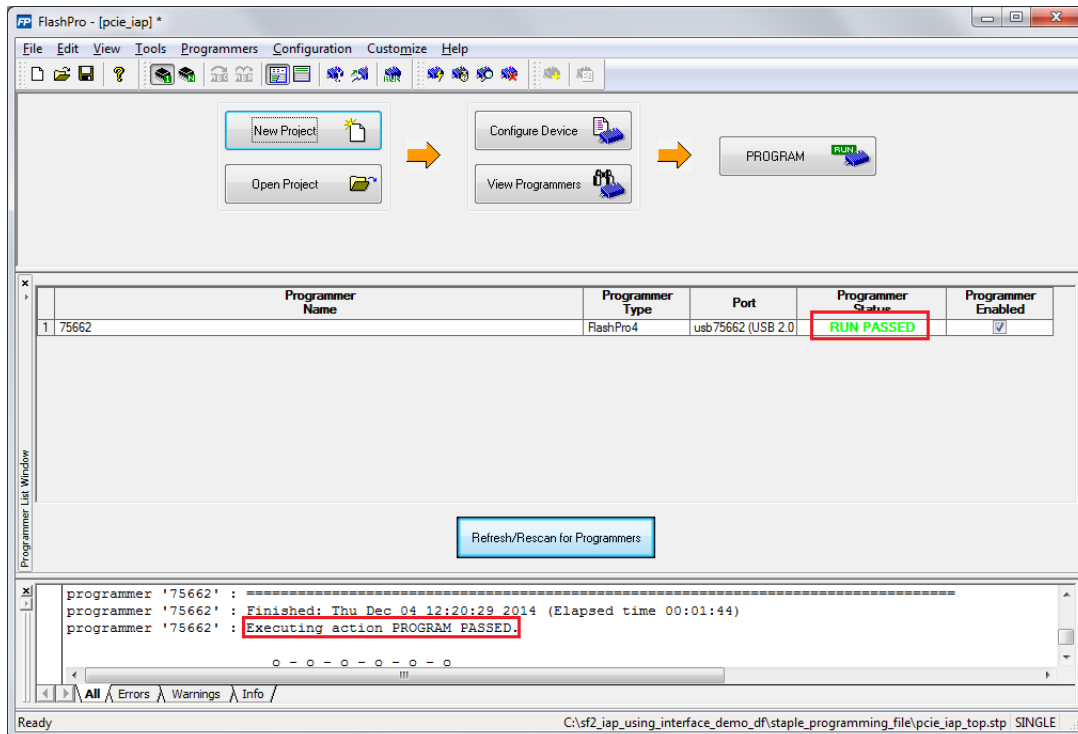 FlashPro - [pcie_iap] *
File Edit View Tools Programmers Configuration Customize Help
New Project
Configure Device
PROGRAM
RUN
Open Project
View Programmers
Programmer Name Programmer Type Port Programmer Status Programmer Enabled
1 75662 FlashPro4 usb75662 (USB 2.0 RUN PASSED
Programmer List Window
Refresh/Rescan for Programmers
programmer '75662' : ===================================================================================
programmer '75662' : Finished: Thu Dec 04 12:20:29 2014 (Elapsed time 00:01:44)
programmer '75662' : Executing action PROGRAM PASSED.
o - o - o - o - o - o
All Errors Warnings Info
Ready C:\sf2_iap_using_interface_demo_df\staple_programming_file\pcie_iap_top.stp SINGLE